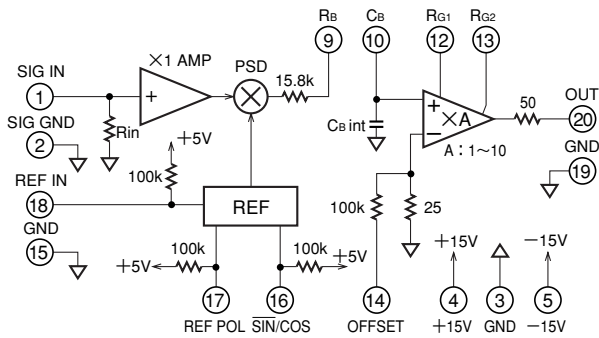 RB CB RG1 RG2
9 10 12 13
×1 AMP PSD
SIG IN 15.8k
1 + ×A 50 OUT
SIG GND Rin +5V CB int − 20
2 A : 1~10 GND
REF IN 100k 19
18 REF 100k 25
GND
15 100k 100k +15V −15V
+5V +5V
17 16 14 4 3 5
REF POL S̅I̅N̅/COS OFFSET +15V GND −15V